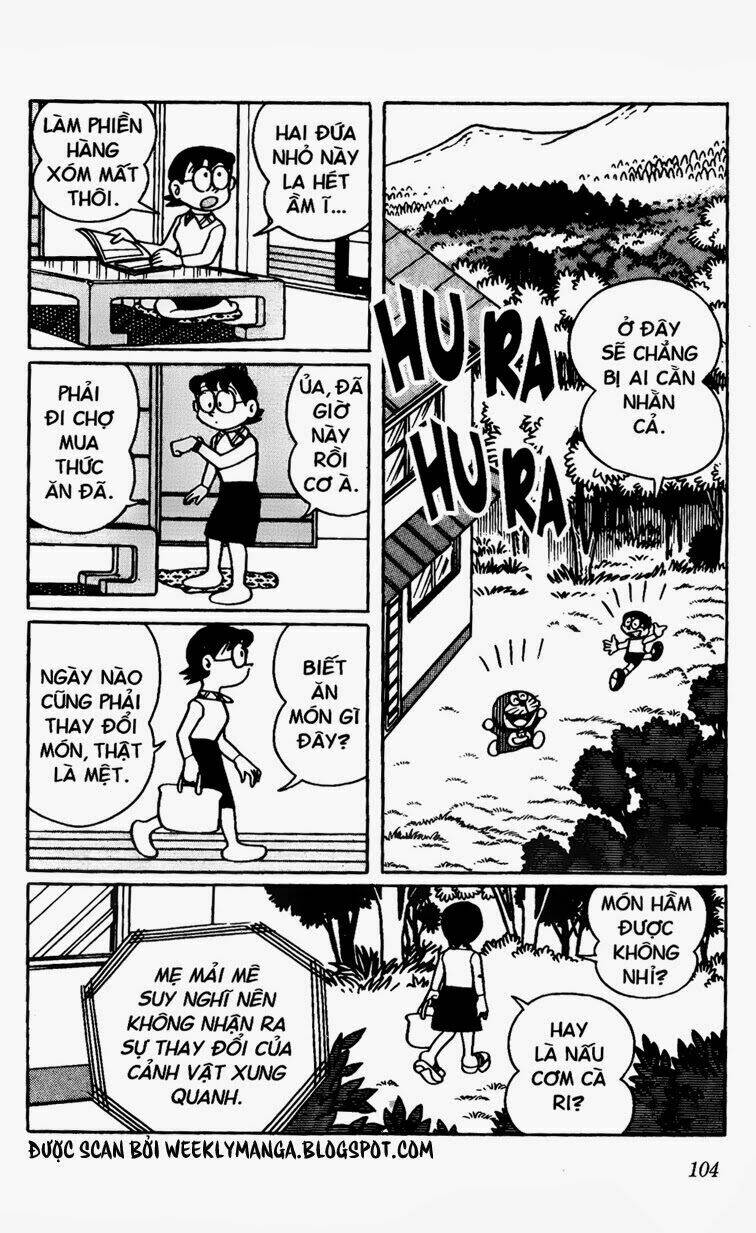 Ở ĐÂY
SẼ CHẲNG
BỊ AI CẰN
NHẰN
CẢ.
HU RA
HU RA
HAI ĐỨA
NHỎ NÀY
LA HÉT
ẦM Ĩ...
LÀM PHIỀN
HÀNG
XÓM MẤT
THÔI.
ỦA, ĐÃ
GIỜ
NÀY
RỒI
CƠ À.
PHẢI
ĐI CHỢ
MUA
THỨC
ĂN ĐÃ.
BIẾT
ĂN
MÓN GÌ
ĐÂY?
NGÀY NÀO
CŨNG PHẢI
THAY ĐỔI
MÓN, THẬT
LÀ MỆT.
MÓN HẦM
ĐƯỢC
KHÔNG
NHỈ?
HAY
LÀ NẤU
CƠM CÀ
RI?
MẸ MẢI MÊ
SUY NGHĨ NÊN
KHÔNG NHẬN RA
SỰ THAY ĐỔI CỦA
CẢNH VẬT XUNG
QUANH.
ĐƯỢC SCAN BỞI WEEKLYMANGA.BLOGSPOT.COM
104